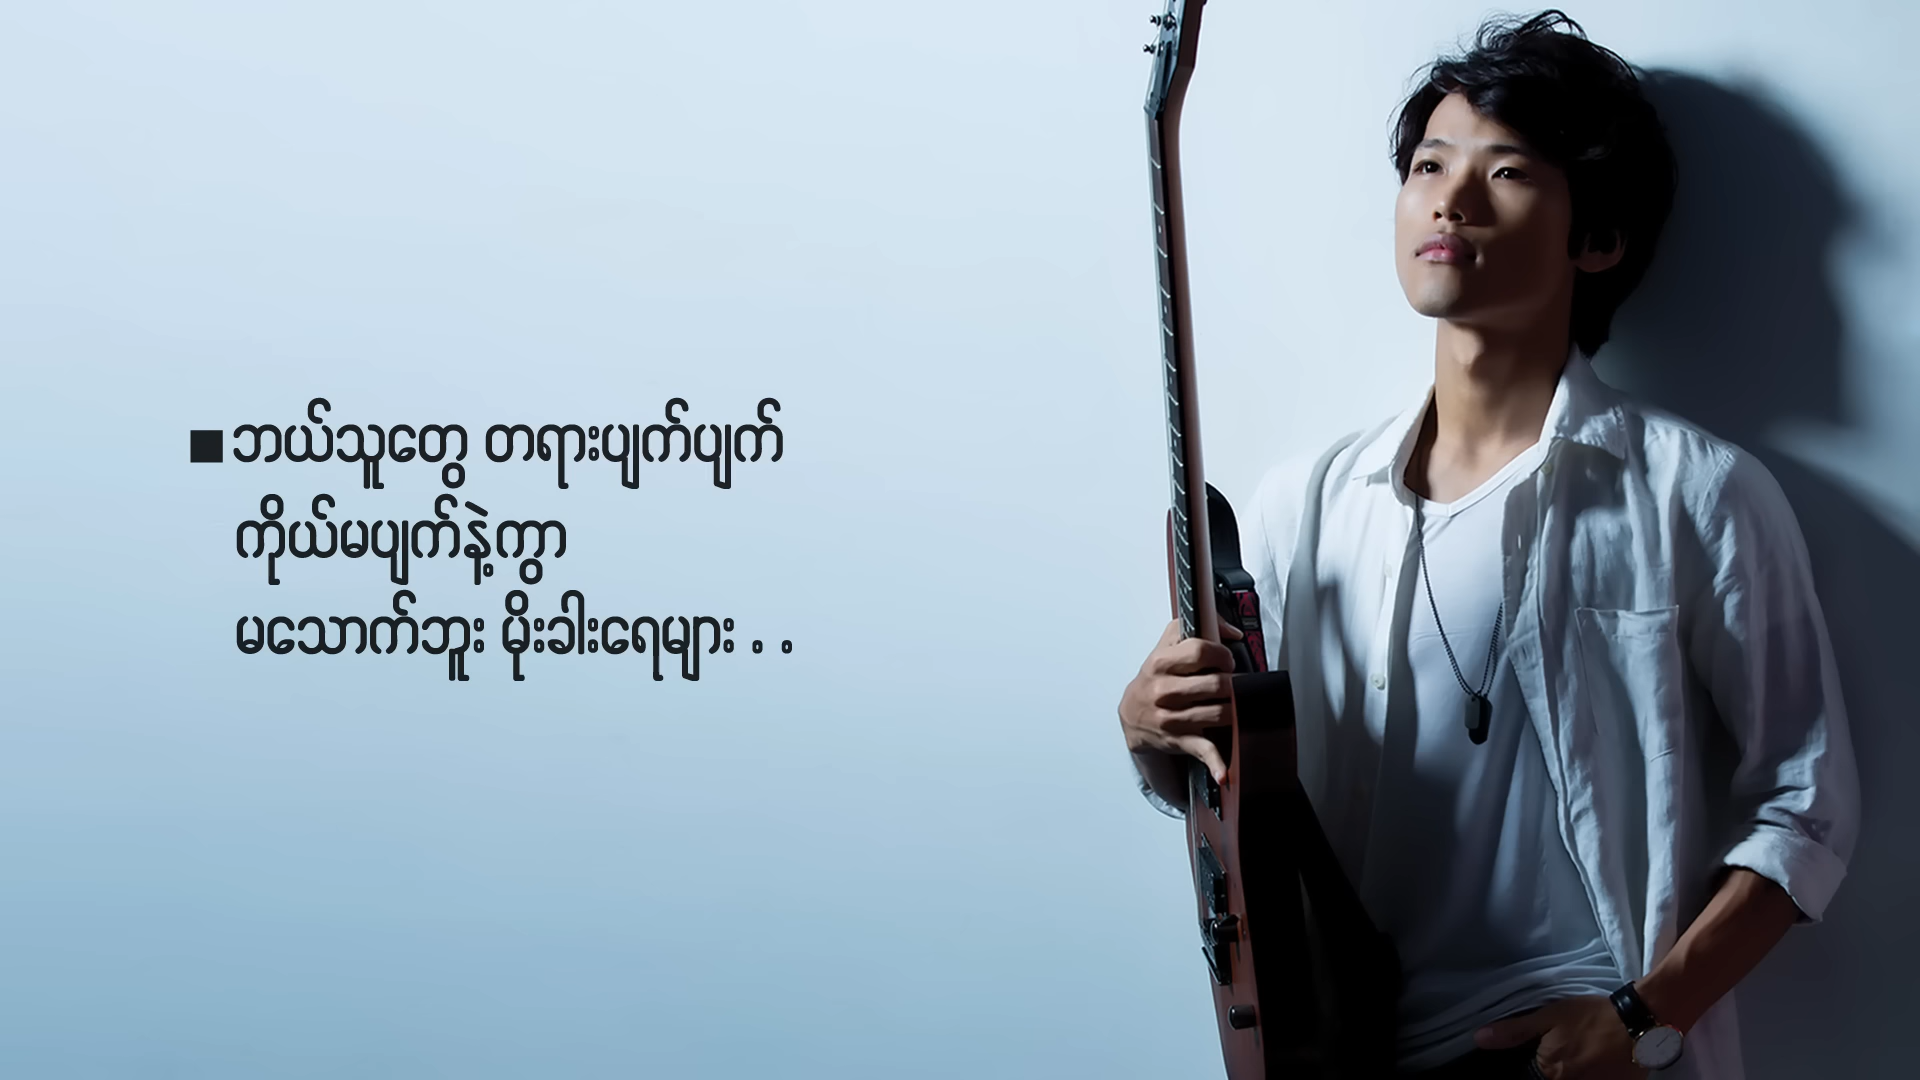 ■ ဘယ်သူတွေ တရားပျက်ပျက်
ကိုယ်မပျက်နဲ့ကွာ
မသောက်ဘူး မိုးခါးရေများ . .